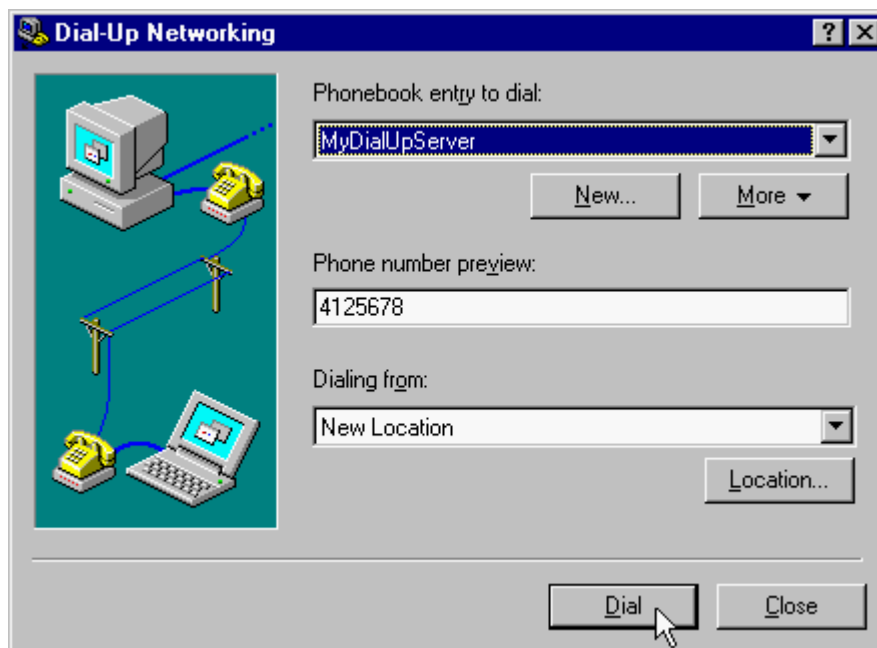 Dial-Up Networking
Phonebook entry to dial:
MyDialUpServer
New... More
Phone number preview:
4125678
Dialing from:
New Location
Location...
Dial Close